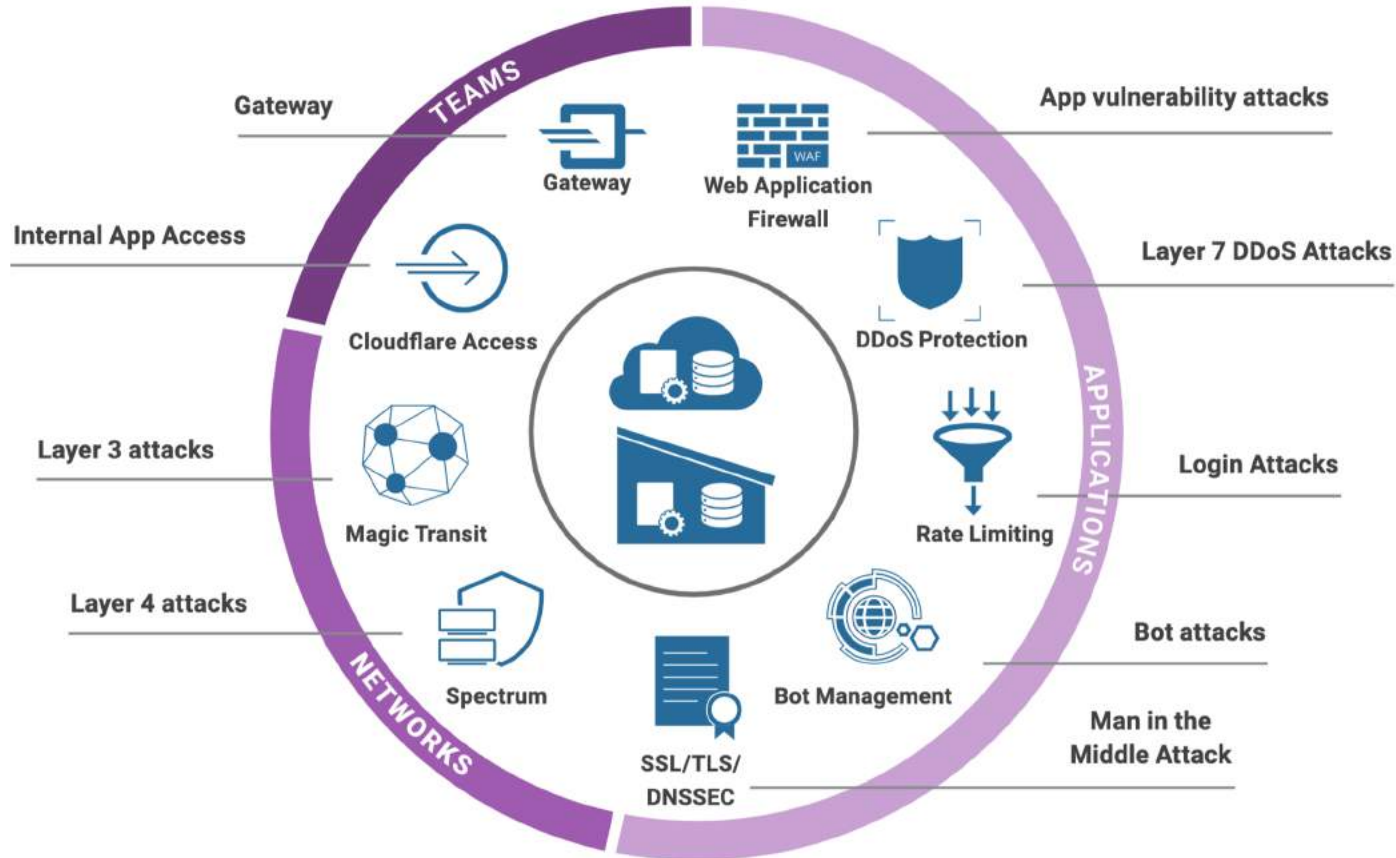 TEAMS
Gateway
Gateway
Internal App Access
Cloudflare Access
NETWORKS
Layer 3 attacks
Magic Transit
Layer 4 attacks
Spectrum
APPLICATIONS
WAF
Web Application
Firewall
App vulnerability attacks
DDoS Protection
Layer 7 DDoS Attacks
Rate Limiting
Login Attacks
Bot Management
Bot attacks
SSL/TLS/
DNSSEC
Man in the
Middle Attack